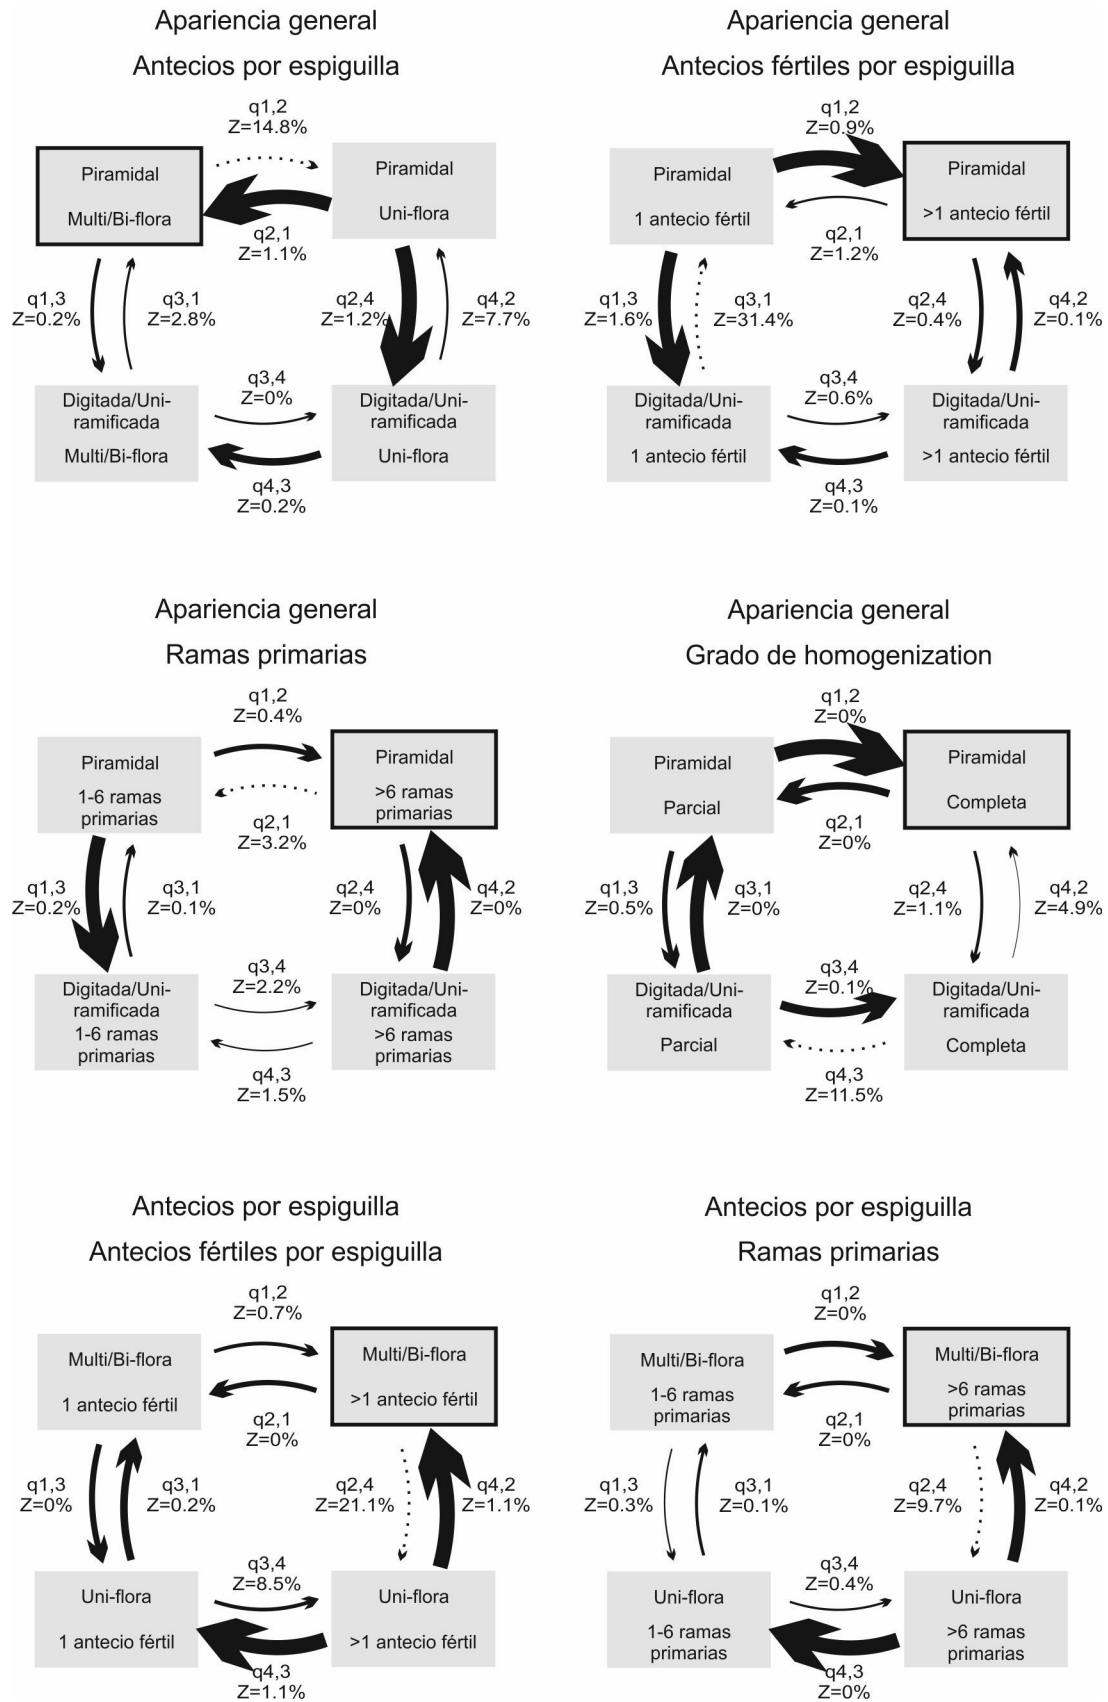 Apariencia general
Antecios por espiguilla
q1,2
Z=14.8%
Piramidal
Multi/Bi-flora
Piramidal
Uni-flora
q2,1
Z=1.1%
q1,3
Z=0.2%
q3,1
Z=2.8%
q2,4
Z=1.2%
q4,2
Z=7.7%
Digitada/Uni-
ramificada
Multi/Bi-flora
q3,4
Z=0%
Digitada/Uni-
ramificada
Uni-flora
q4,3
Z=0.2%
Apariencia general
Antecios fértiles por espiguilla
q1,2
Z=0.9%
Piramidal
1 antecio fértil
Piramidal
>1 antecio fértil
q2,1
Z=1.2%
q1,3
Z=1.6%
q3,1
Z=31.4%
q2,4
Z=0.4%
q4,2
Z=0.1%
Digitada/Uni-
ramificada
1 antecio fértil
q3,4
Z=0.6%
Digitada/Uni-
ramificada
>1 antecio fértil
q4,3
Z=0.1%
Apariencia general
Ramas primarias
q1,2
Z=0.4%
Piramidal
1-6 ramas
primarias
Piramidal
>6 ramas
primarias
q2,1
Z=3.2%
q1,3
Z=0.2%
q3,1
Z=0.1%
q2,4
Z=0%
q4,2
Z=0%
Digitada/Uni-
ramificada
1-6 ramas
primarias
q3,4
Z=2.2%
Digitada/Uni-
ramificada
>6 ramas
primarias
q4,3
Z=1.5%
Apariencia general
Grado de homogenization
q1,2
Z=0%
Piramidal
Parcial
Piramidal
Completa
q2,1
Z=0%
q1,3
Z=0.5%
q3,1
Z=0%
q2,4
Z=1.1%
q4,2
Z=4.9%
Digitada/Uni-
ramificada
Parcial
q3,4
Z=0.1%
Digitada/Uni-
ramificada
Completa
q4,3
Z=11.5%
Antecios por espiguilla
Antecios fértiles por espiguilla
q1,2
Z=0.7%
Multi/Bi-flora
1 antecio fértil
Multi/Bi-flora
>1 antecio fértil
q2,1
Z=0%
q1,3
Z=0%
q3,1
Z=0.2%
q2,4
Z=21.1%
q4,2
Z=1.1%
Uni-flora
1 antecio fértil
q3,4
Z=8.5%
Uni-flora
>1 antecio fértil
q4,3
Z=1.1%
Antecios por espiguilla
Ramas primarias
q1,2
Z=0%
Multi/Bi-flora
1-6 ramas
primarias
Multi/Bi-flora
>6 ramas
primarias
q2,1
Z=0%
q1,3
Z=0.3%
q3,1
Z=0.1%
q2,4
Z=9.7%
q4,2
Z=0.1%
Uni-flora
1-6 ramas
primarias
q3,4
Z=0.4%
Uni-flora
>6 ramas
primarias
q4,3
Z=0%